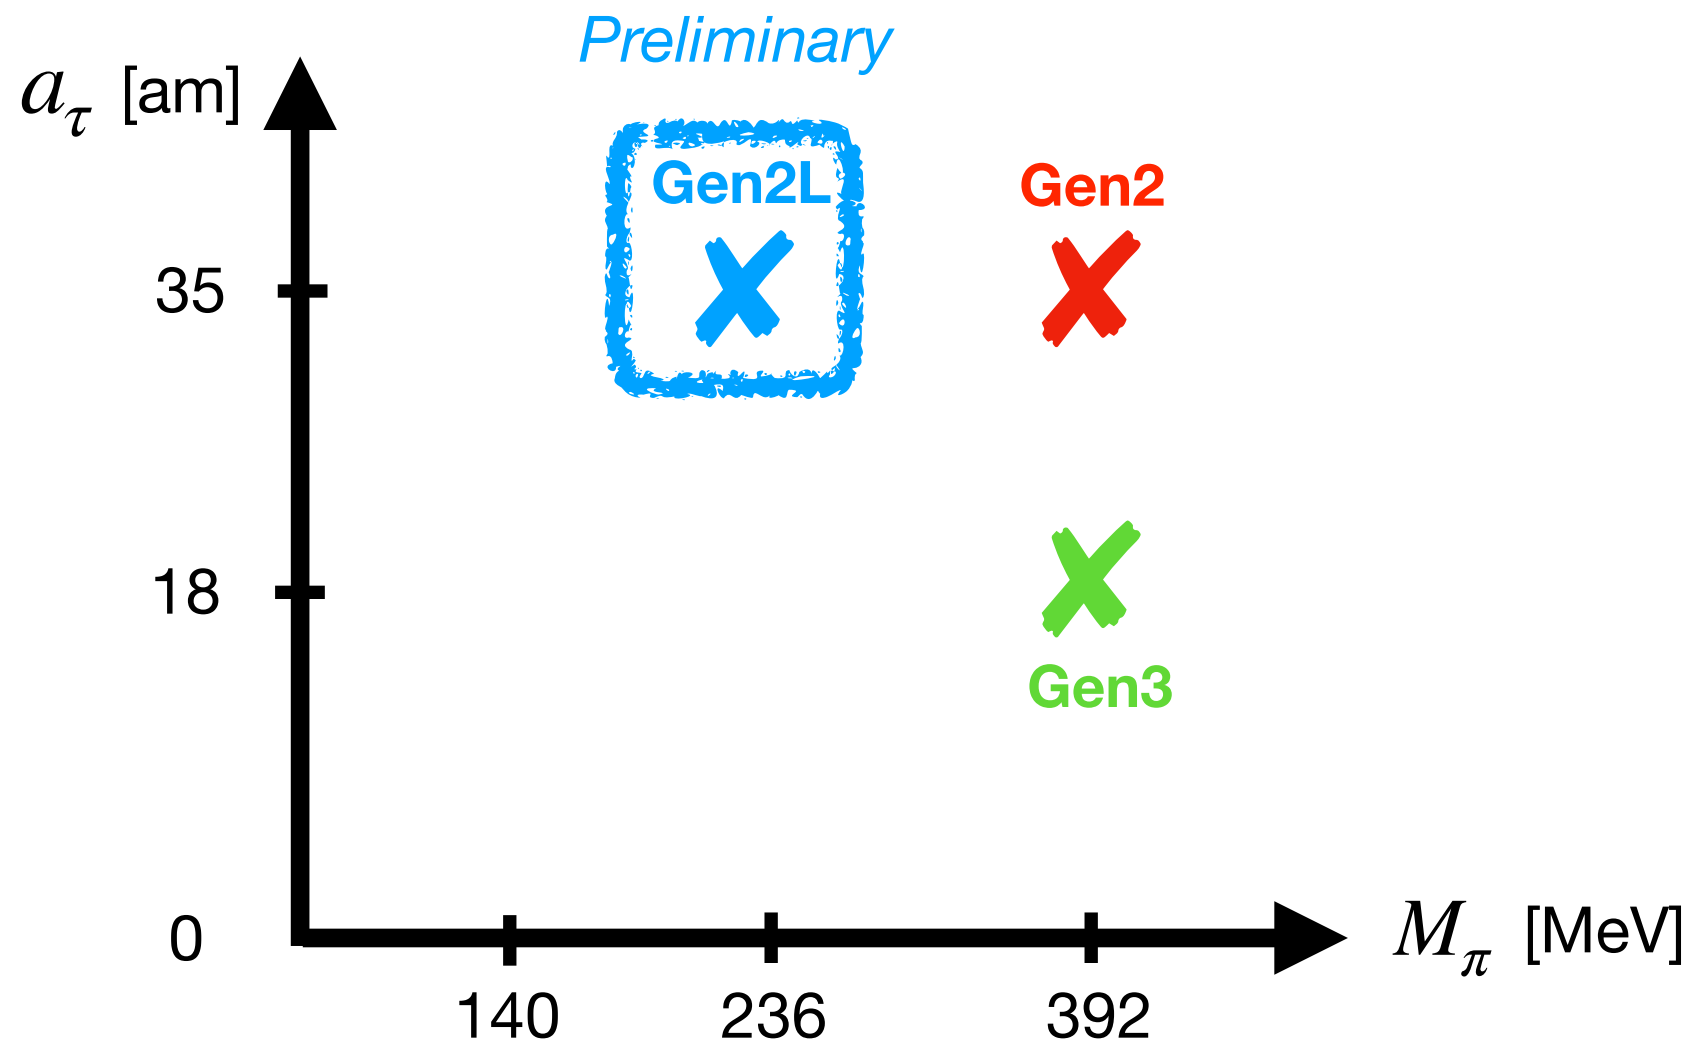 Preliminary
a_τ [am]
Gen2L
Gen2
35
18
Gen3
0
M_π [MeV]
140 236 392